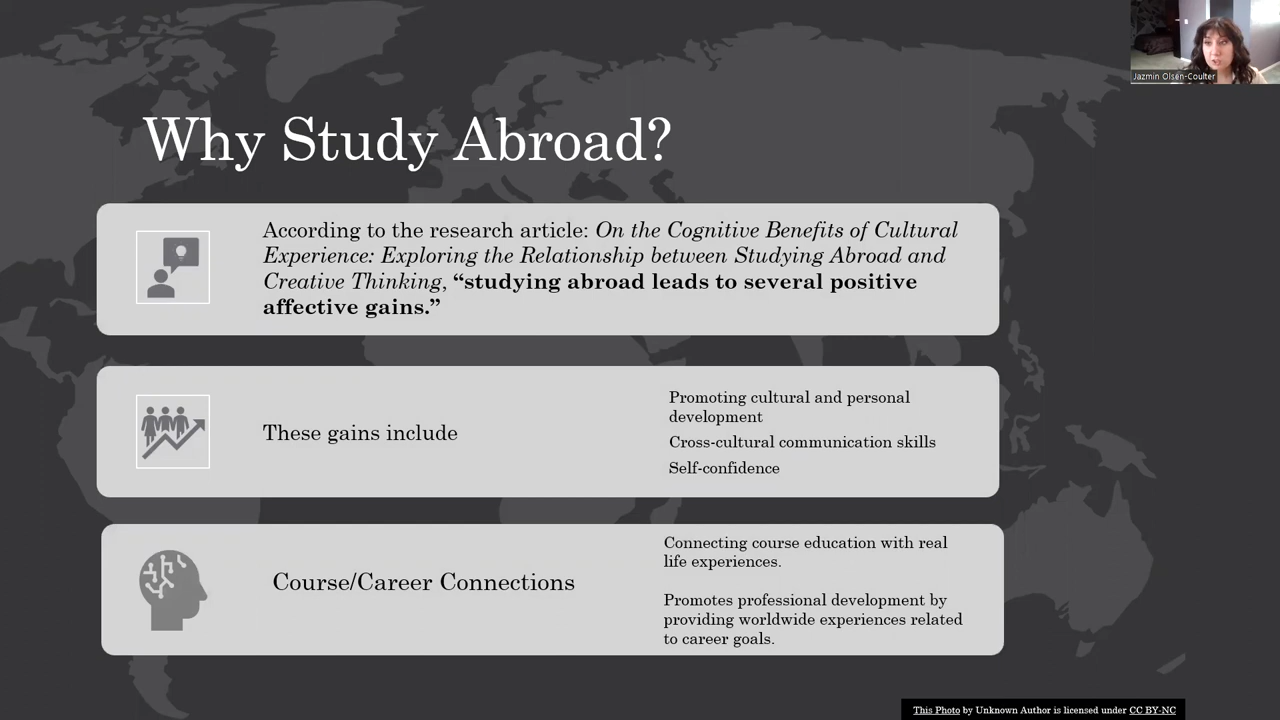 Jazmin Olsen-Coulter
Why Study Abroad?
According to the research article: On the Cognitive Benefits of Cultural
Experience: Exploring the Relationship between Studying Abroad and
Creative Thinking, “studying abroad leads to several positive
affective gains.”
These gains include
Promoting cultural and personal
development
Cross-cultural communication skills
Self-confidence
Course/Career Connections
Connecting course education with real
life experiences.
Promotes professional development by
providing worldwide experiences related
to career goals.
This Photo by Unknown Author is licensed under CC BY-NC